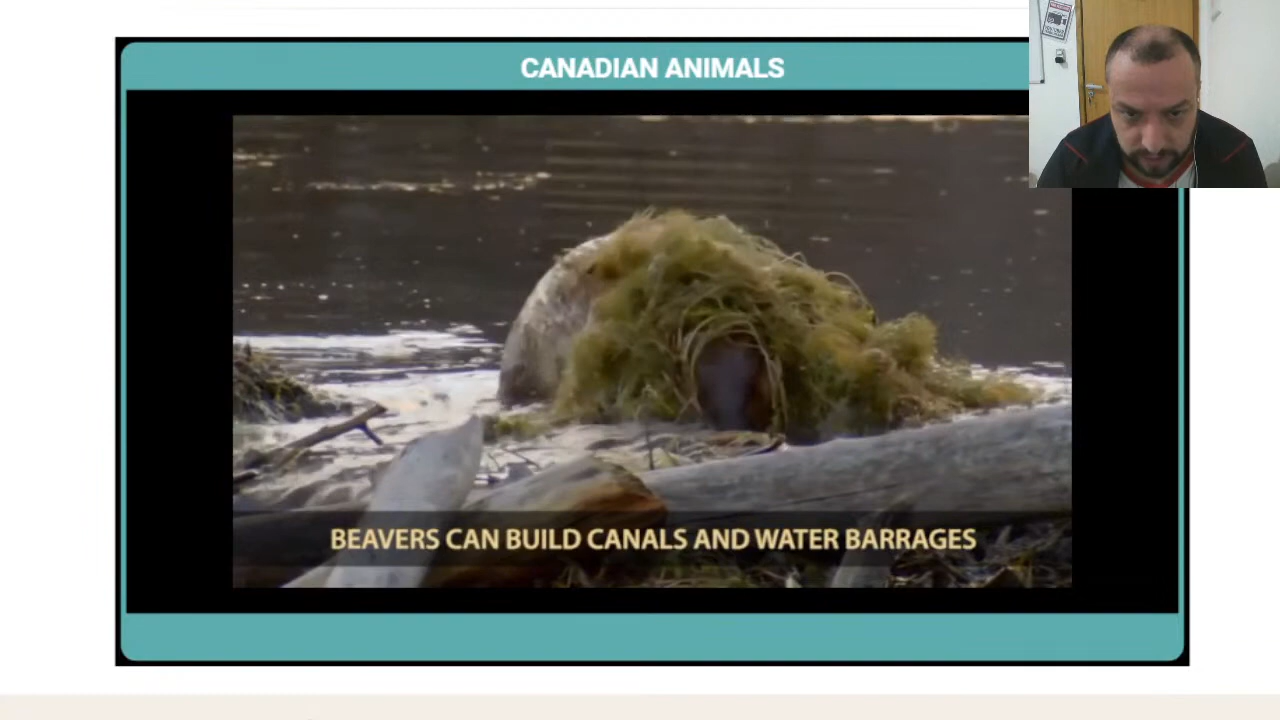 CANADIAN ANIMALS
BEAVERS CAN BUILD CANALS AND WATER BARRAGES